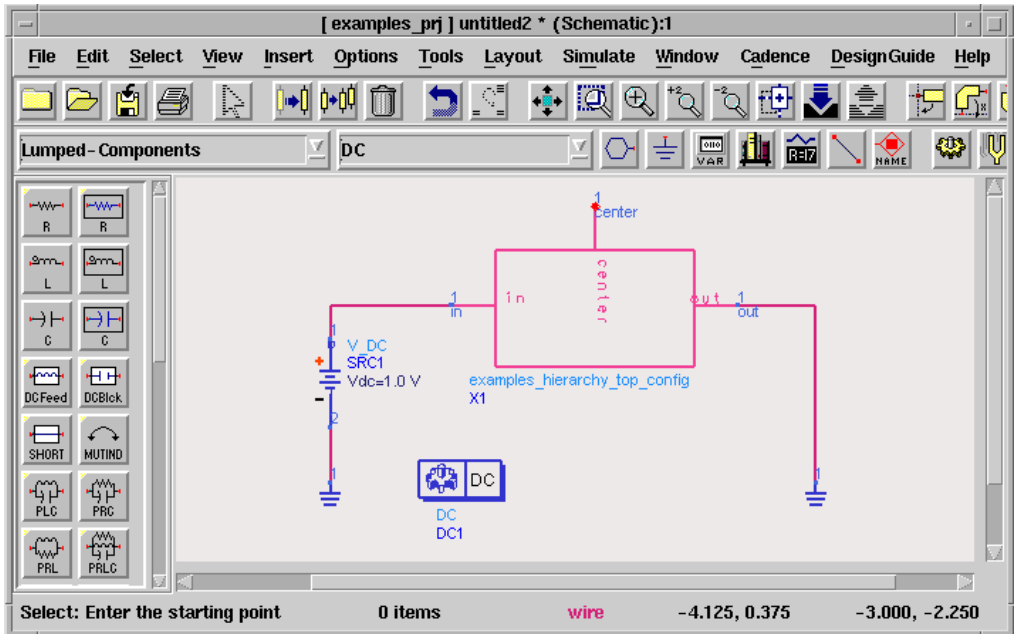 [ examples_prj ] untitled2 * (Schematic):1
File Edit Select View Insert Options Tools Layout Simulate Window Cadence DesignGuide Help
+2 -2
Lumped-Components DC VAR NAME
R R
L L
C C
DCFeed DCBlck
SHORT MUTIND
PLC PRC
PRL PRLC
1
center
center
1 in out 1
in out
1
V_DC
SRC1
+
Vdc=1.0 V
-
2
examples_hierarchy_top_config
X1
1 1
DC
DC
DC1
Select: Enter the starting point 0 items wire -4.125, 0.375 -3.000, -2.250